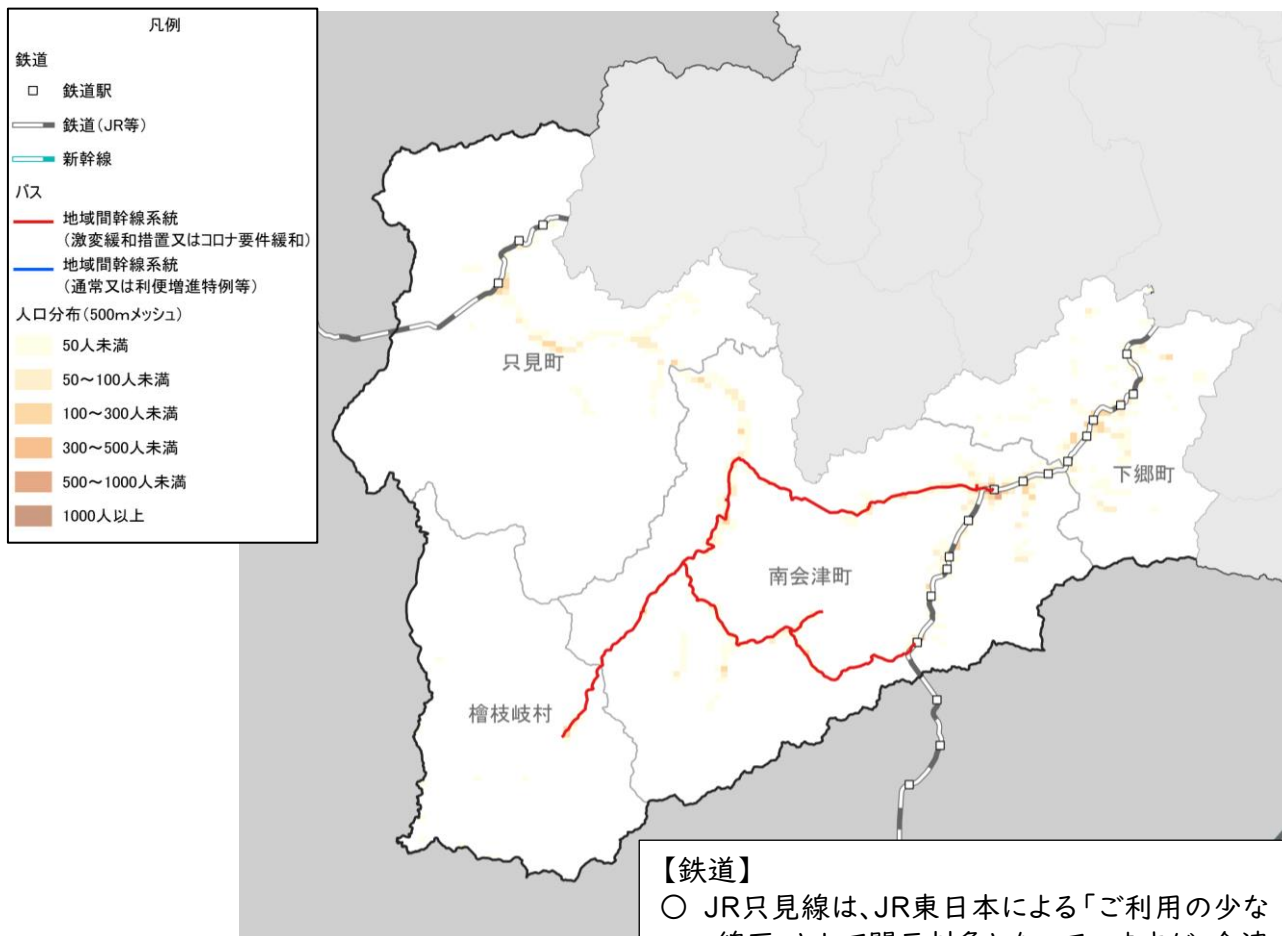 凡例
鉄道
鉄道駅
鉄道(JR等)
新幹線
バス
地域間幹線系統
(激変緩和措置又はコロナ要件緩和)
地域間幹線系統
(通常又は利便増進特例等)
人口分布(500mメッシュ)
50人未満
50～100人未満
100～300人未満
300～500人未満
500～1000人未満
1000人以上
只見町
下郷町
南会津町
檜枝岐村
【鉄道】
○ JR只見線は、JR東日本による「ご利用の少な